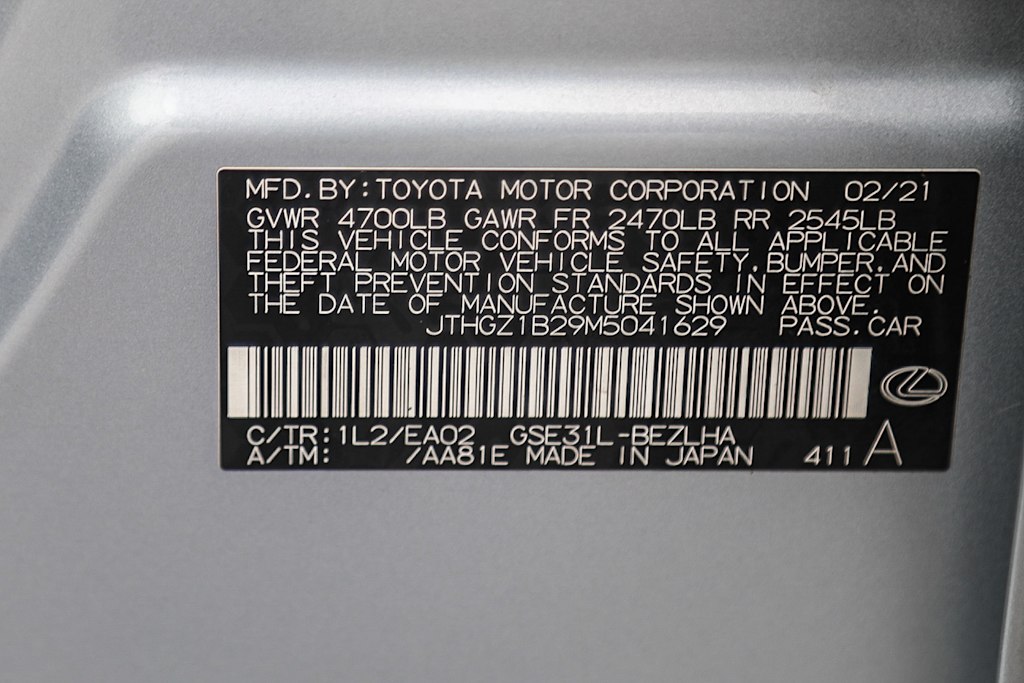 MFD.BY:TOYOTA MOTOR CORPORATION 02/21
GVWR 4700LB GAWR FR 2470LB RR 2545LB
THIS VEHICLE CONFORMS TO ALL APPLICABLE
FEDERAL MOTOR VEHICLE SAFETY,BUMPER,AND
THEFT PREVENTION STANDARDS IN EFFECT ON
THE DATE OF MANUFACTURE SHOWN ABOVE.
JTHGZ1B29M5041629 PASS.CAR
C/TR:1L2/EA02 GSE31L-BEZLHA
A/TM: /AA81E MADE IN JAPAN 411 A